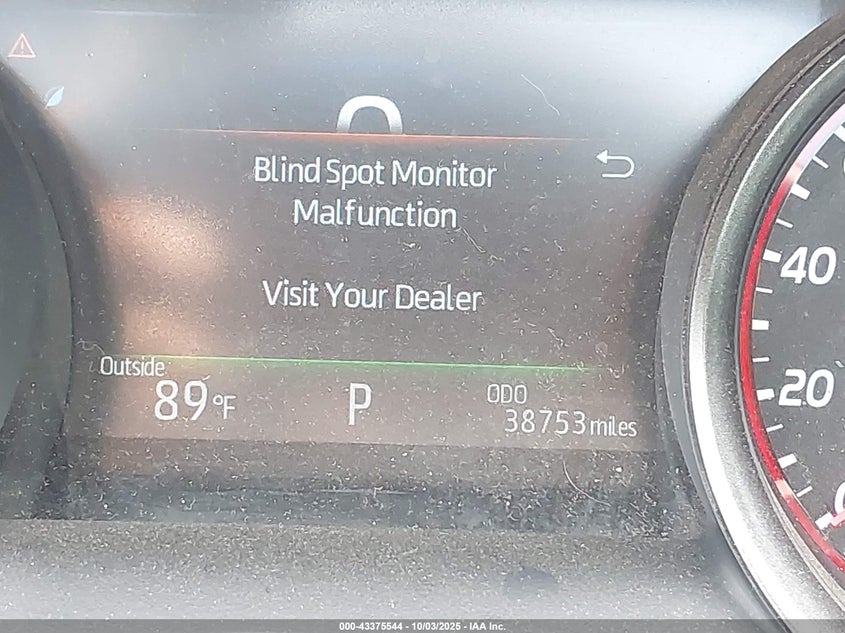 Blind Spot Monitor
Malfunction
Visit Your Dealer
Outside
89°F
P
ODO
38753 miles
40
20
000-43375544 - 10/03/2025 - IAA Inc.